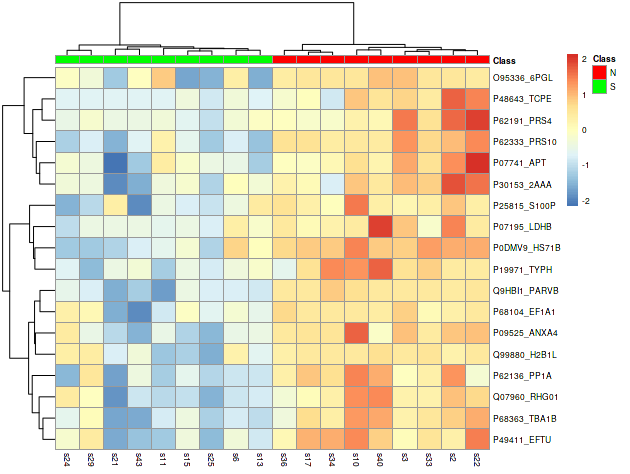 Class
O95336_6PGL
P48643_TCPE
P62191_PRS4
P62333_PRS10
P07741_APT
P30153_2AAA
P25815_S100P
P07195_LDHB
P0DMV9_HS71B
P19971_TYPH
Q9HBI1_PARVB
P68104_EF1A1
P09525_ANXA4
Q99880_H2B1L
P62136_PP1A
Q07960_RHG01
P68363_TBA1B
P49411_EFTU
s24 s29 s21 s43 s11 s15 s25 s6 s13 s36 s17 s34 s10 s40 s3 s33 s2 s22
2
1
0
-1
-2
Class
N
S